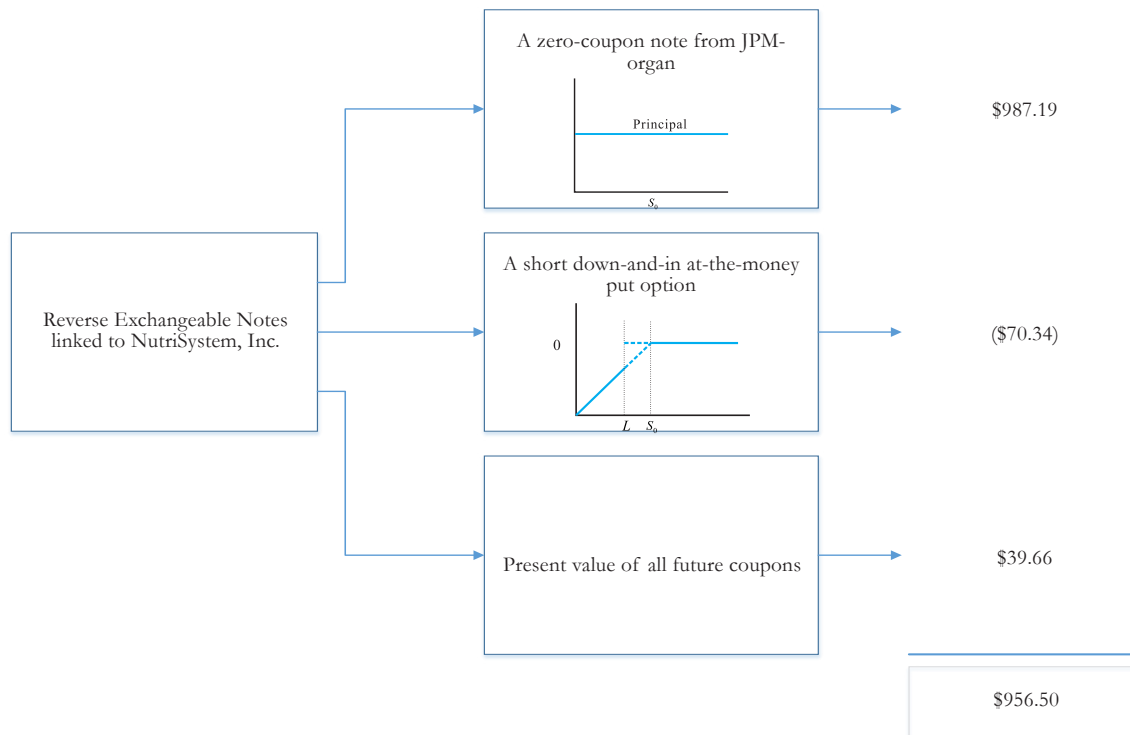 A zero-coupon note from JPM-
organ
Principal
S₀
$987.19
Reverse Exchangeable Notes
linked to NutriSystem, Inc.
A short down-and-in at-the-money
put option
0
L S₀
($70.34)
Present value of all future coupons
$39.66
$956.50